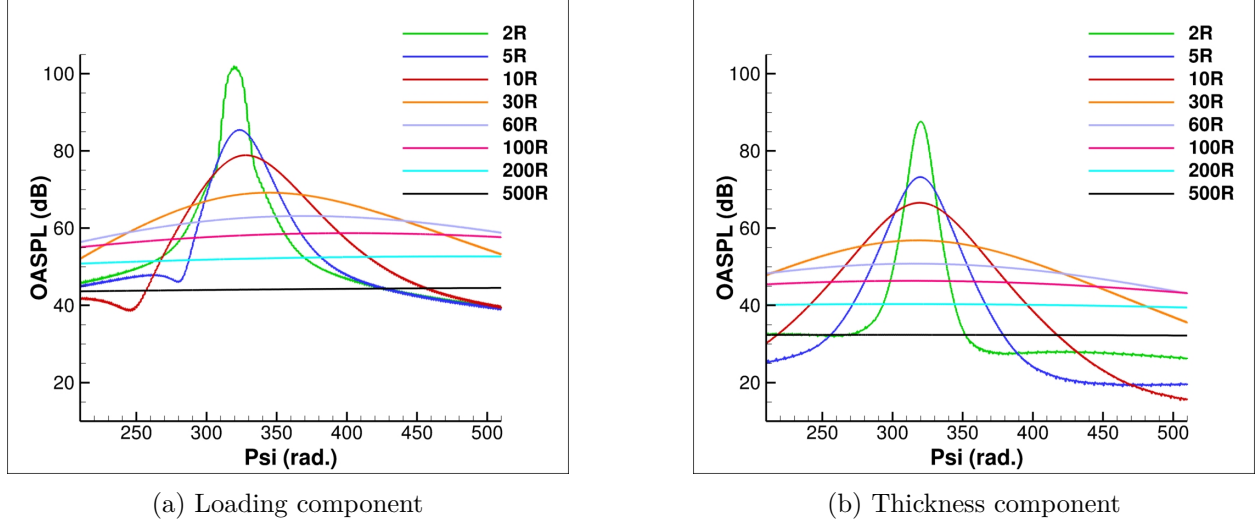 2R
5R
10R
30R
60R
100R
200R
500R
100
80
60
40
20
OASPL (dB)
250 300 350 400 450 500
Psi (rad.)
(a) Loading component
2R
5R
10R
30R
60R
100R
200R
500R
100
80
60
40
20
OASPL (dB)
250 300 350 400 450 500
Psi (rad.)
(b) Thickness component